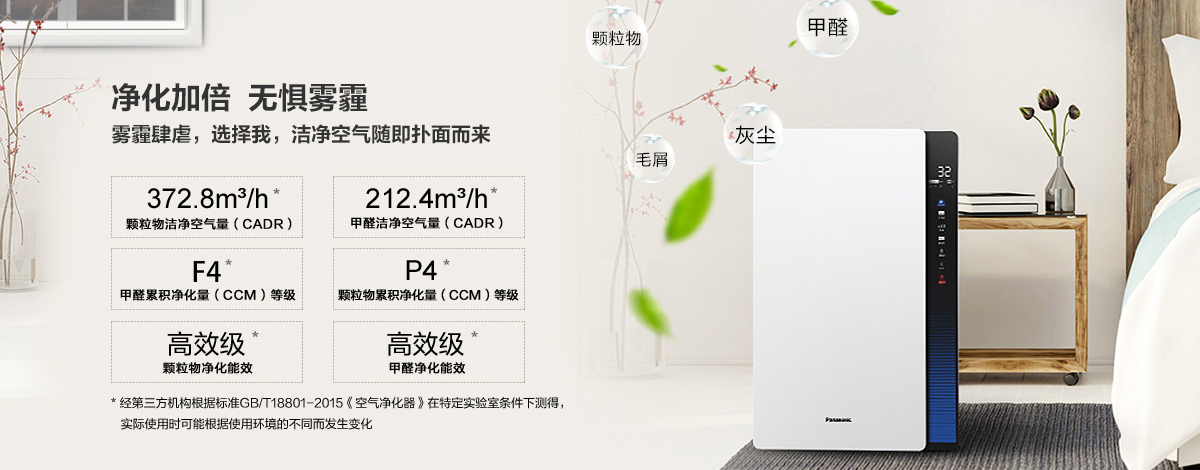 净化加倍 无惧雾霾
雾霾肆虐，选择我，洁净空气随即扑面而来
372.8m³/h*
颗粒物洁净空气量（CADR）
212.4m³/h*
甲醛洁净空气量（CADR）
F4*
甲醛累积净化量（CCM）等级
P4*
颗粒物累积净化量（CCM）等级
高效级*
颗粒物净化能效
高效级*
甲醛净化能效
* 经第三方机构根据标准GB/T18801-2015《空气净化器》在特定实验室条件下测得，
实际使用时可能根据使用环境的不同而发生变化
颗粒物
甲醛
灰尘
毛屑
32
Panasonic